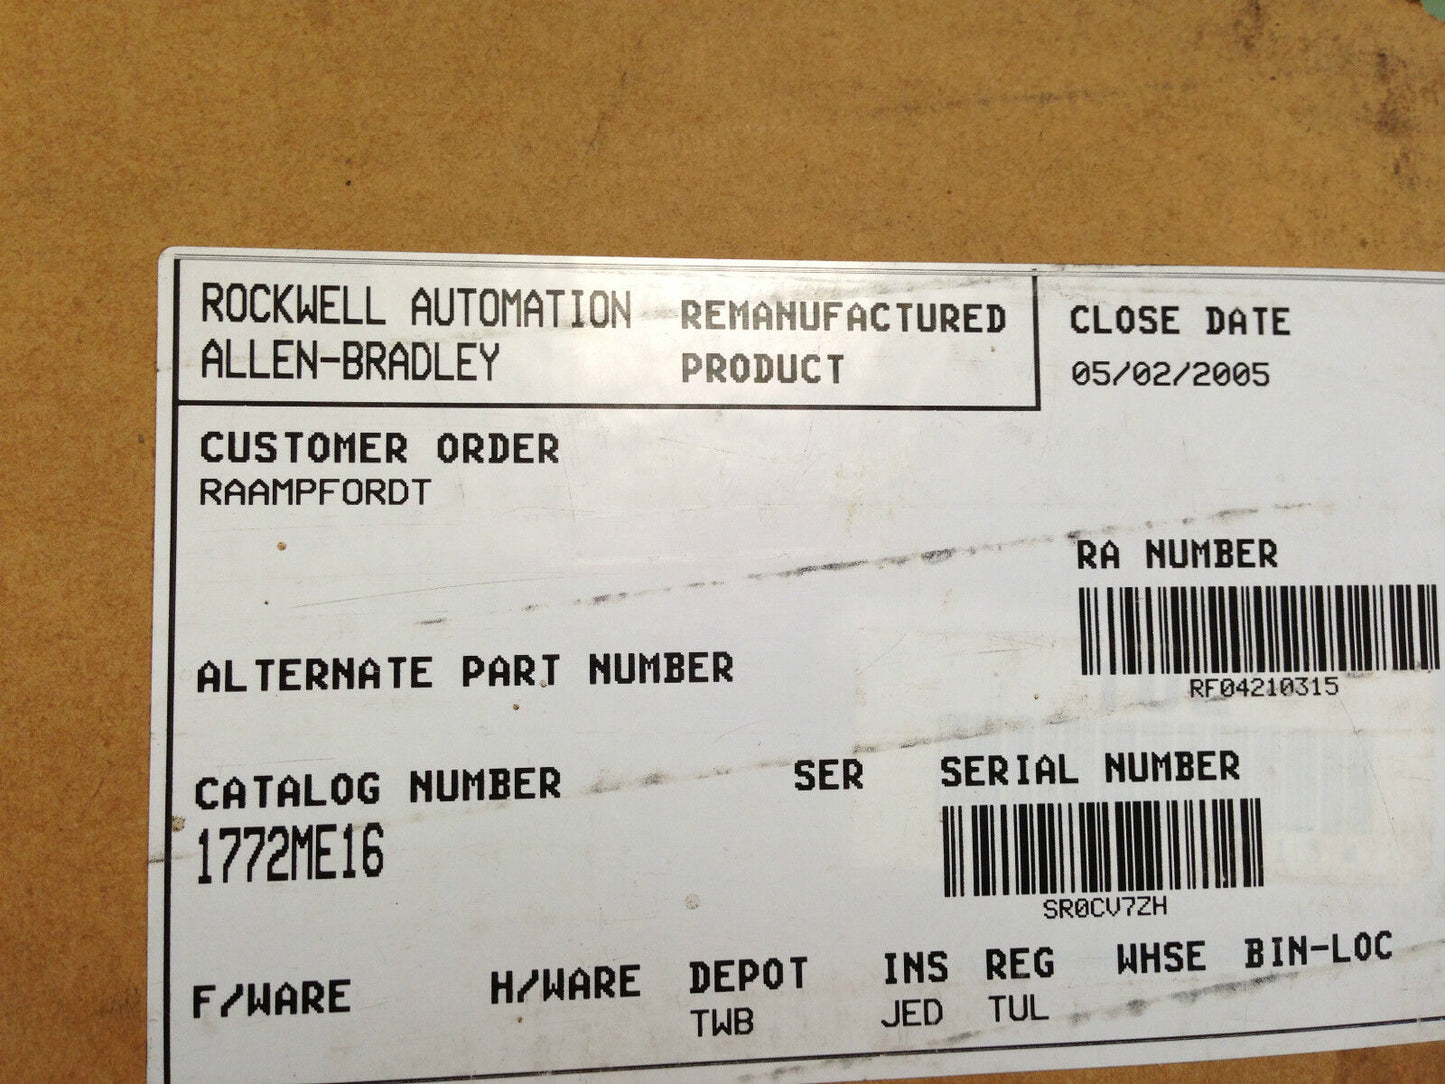 ROCKWELL AUTOMATION REMANUFACTURED CLOSE DATE
ALLEN-BRADLEY PRODUCT 05/02/2005
CUSTOMER ORDER
RAAMPFORDT
RA NUMBER
RF04210315
ALTERNATE PART NUMBER
CATALOG NUMBER SER SERIAL NUMBER
1772ME16
SR0CV7ZH
F/WARE H/WARE DEPOT INS REG WHSE BIN-LOC
TWB JED TUL